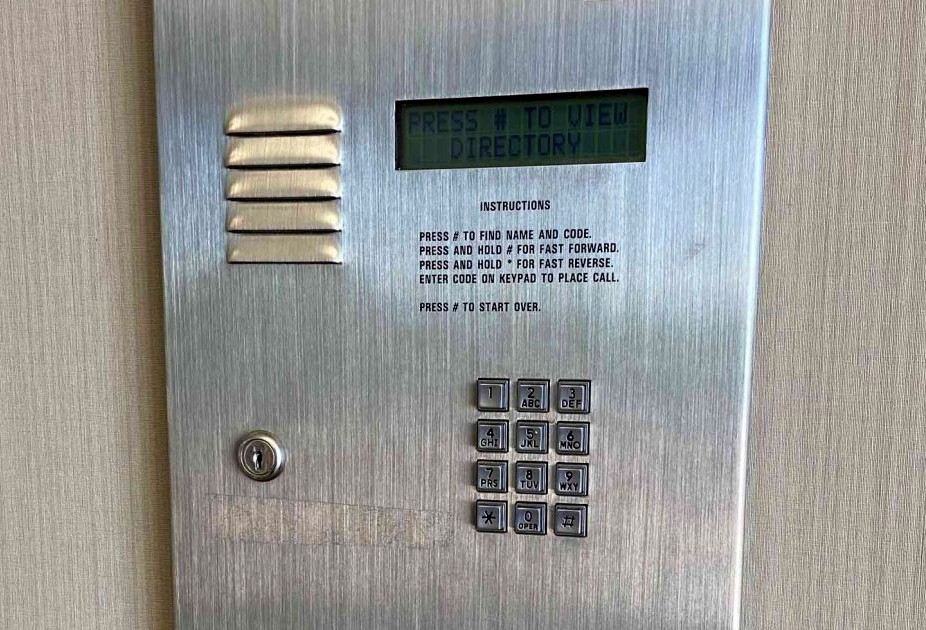 PRESS # TO VIEW
DIRECTORY
INSTRUCTIONS
PRESS # TO FIND NAME AND CODE.
PRESS AND HOLD # FOR FAST FORWARD.
PRESS AND HOLD * FOR FAST REVERSE.
ENTER CODE ON KEYPAD TO PLACE CALL.
PRESS # TO START OVER.
1 2 3
ABC DEF
4 5 6
GHI JKL MNO
7 8 9
PRS TUV WXY
* 0 #
OPER